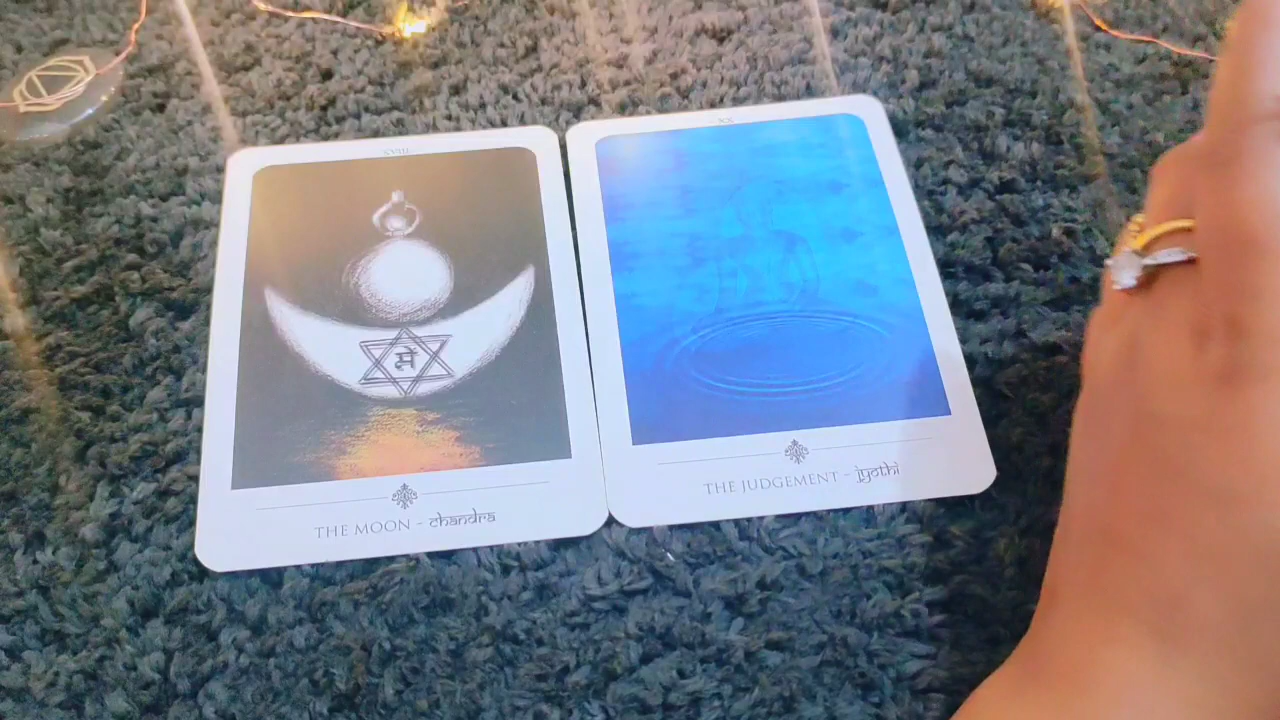 XVIII
मं
THE MOON - chandra
XX
THE JUDGEMENT - jyothi